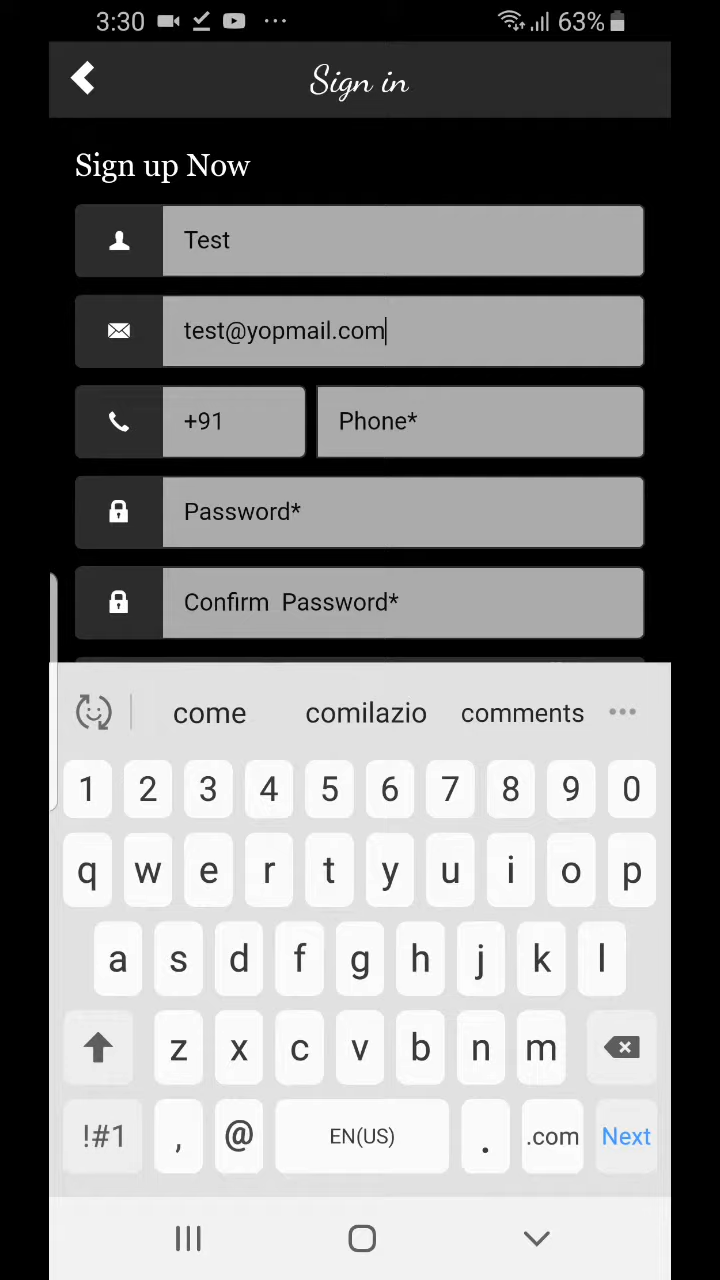 3:30 63%
Sign in
Sign up Now
Test
test@yopmail.com
+91 Phone*
Password*
Confirm Password*
come comilazio comments
1 2 3 4 5 6 7 8 9 0
q w e r t y u i o p
a s d f g h j k l
z x c v b n m
!#1 , @ EN(US) . .com Next